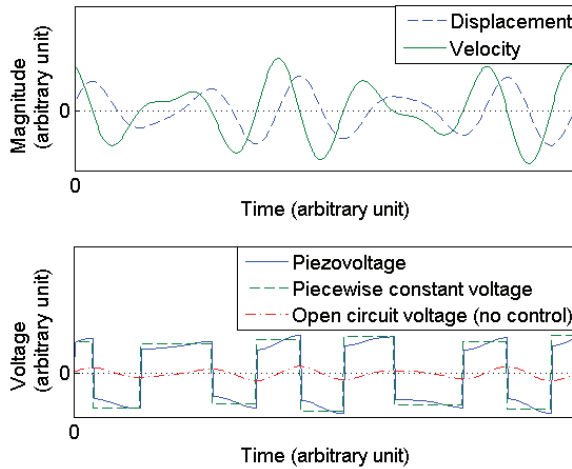 Displacement
Velocity
Magnitude
(arbitrary unit)
0
0
Time (arbitrary unit)
Piezovoltage
Piecewise constant voltage
Open circuit voltage (no control)
Voltage
(arbitrary unit)
0
0
Time (arbitrary unit)